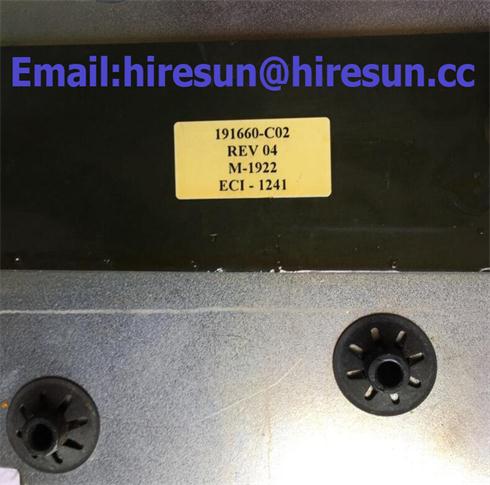 Email:hiresun@hiresun.cc
191660-C02
REV 04
M-1922
ECI - 1241